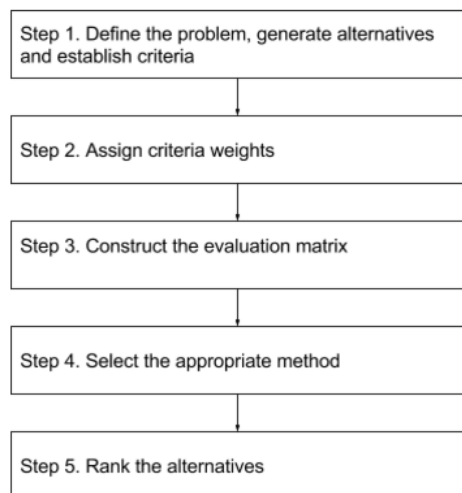 Step 1. Define the problem, generate alternatives
and establish criteria
Step 2. Assign criteria weights
Step 3. Construct the evaluation matrix
Step 4. Select the appropriate method
Step 5. Rank the alternatives